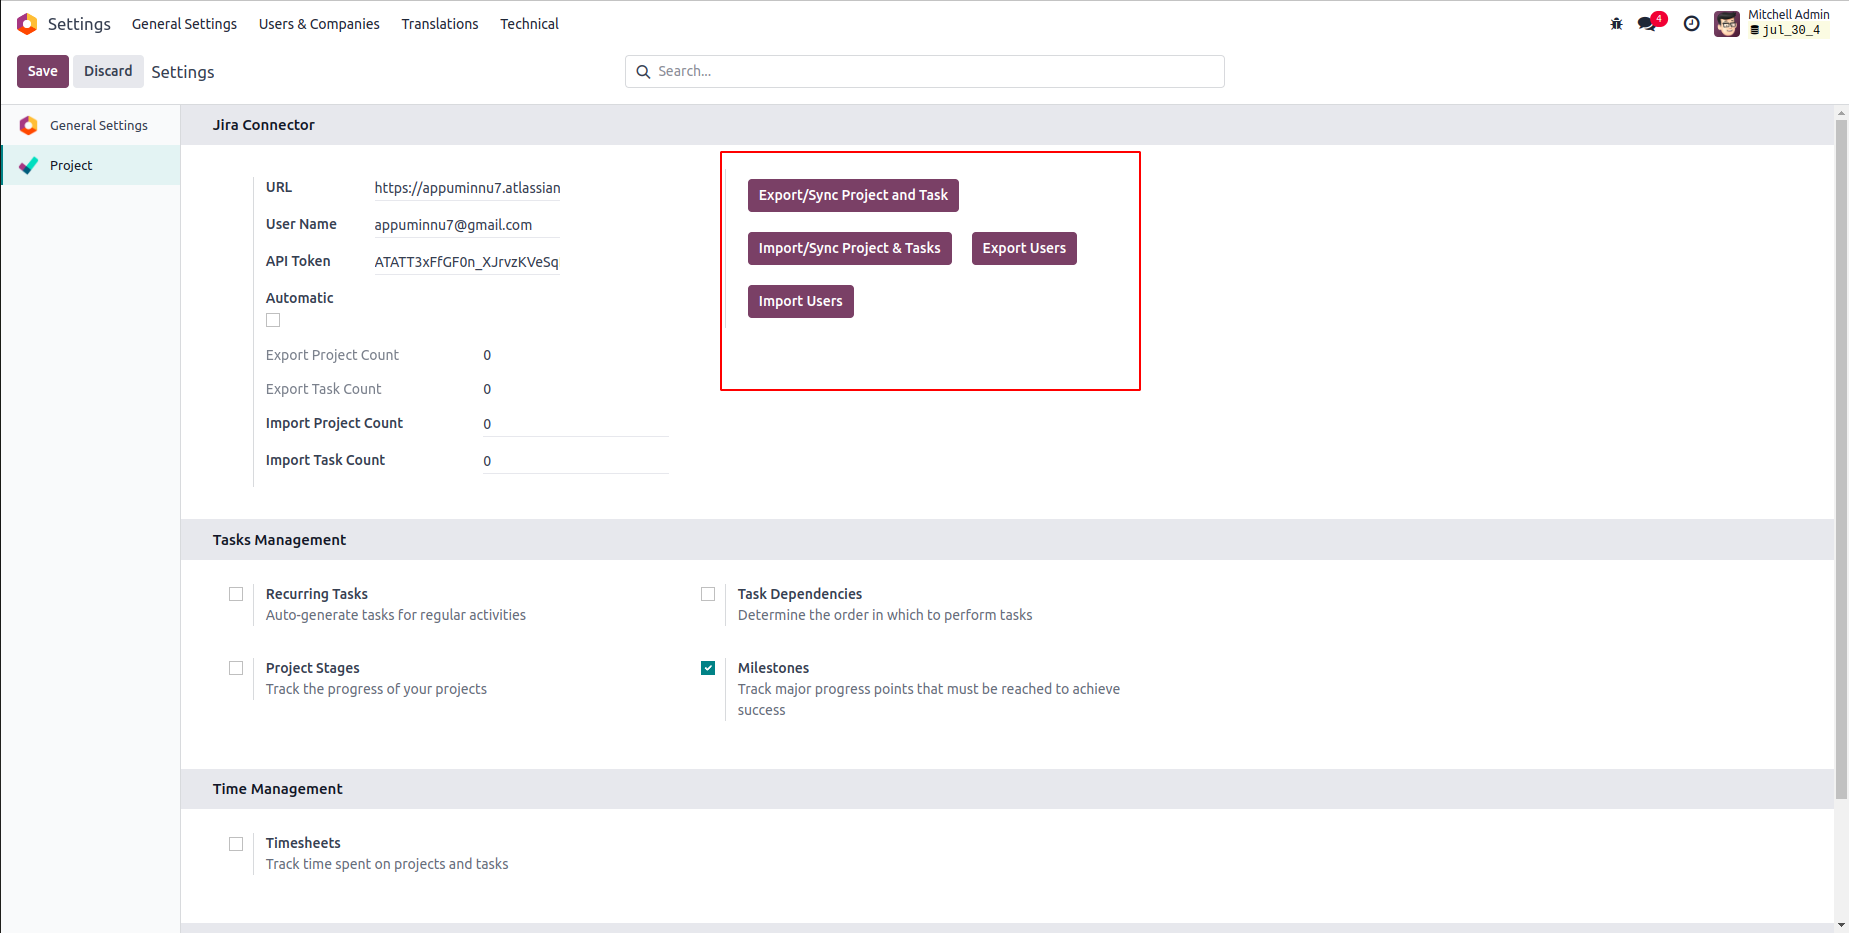 Settings General Settings Users & Companies Translations Technical 4 Mitchell Admin
jul_30_4
Save Discard Settings Search...
General Settings
Project
Jira Connector
URL https://appuminnu7.atlassian
User Name appuminnu7@gmail.com
API Token ATATT3xFfGF0n_XJrvzKVeSq
Automatic
Export Project Count 0
Export Task Count 0
Import Project Count 0
Import Task Count 0
Export/Sync Project and Task
Import/Sync Project & Tasks Export Users
Import Users
Tasks Management
Recurring Tasks
Auto-generate tasks for regular activities
Task Dependencies
Determine the order in which to perform tasks
Project Stages
Track the progress of your projects
Milestones
Track major progress points that must be reached to achieve
success
Time Management
Timesheets
Track time spent on projects and tasks